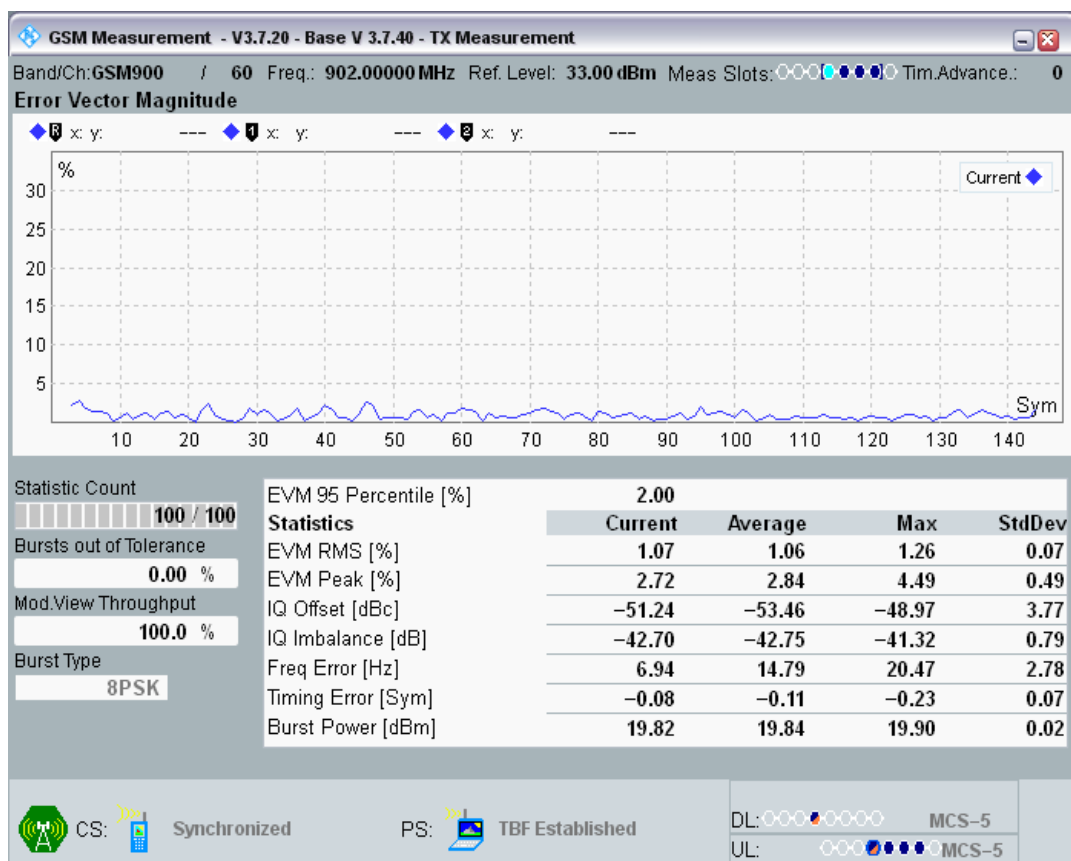 GSM Measurement - V3.7.20 - Base V 3.7.40 - TX Measurement
Band/Ch:GSM900 / 60 Freq.: 902.00000 MHz Ref. Level: 33.00 dBm Meas Slots: Tim.Advance.: 0
Error Vector Magnitude
R x: y: --- 1 x: y: --- 2 x: y: ---
%
Current
30
25
20
15
10
5
Sym
10 20 30 40 50 60 70 80 90 100 110 120 130 140
Statistic Count
100 / 100
Bursts out of Tolerance
0.00 %
Mod.View Throughput
100.0 %
Burst Type
8PSK
EVM 95 Percentile [%] 2.00
Statistics Current Average Max StdDev
EVM RMS [%] 1.07 1.06 1.26 0.07
EVM Peak [%] 2.72 2.84 4.49 0.49
IQ Offset [dBc] −51.24 −53.46 −48.97 3.77
IQ Imbalance [dB] −42.70 −42.75 −41.32 0.79
Freq Error [Hz] 6.94 14.79 20.47 2.78
Timing Error [Sym] −0.08 −0.11 −0.23 0.07
Burst Power [dBm] 19.82 19.84 19.90 0.02
CS: Synchronized PS: TBF Established
DL: MCS−5
UL: MCS−5